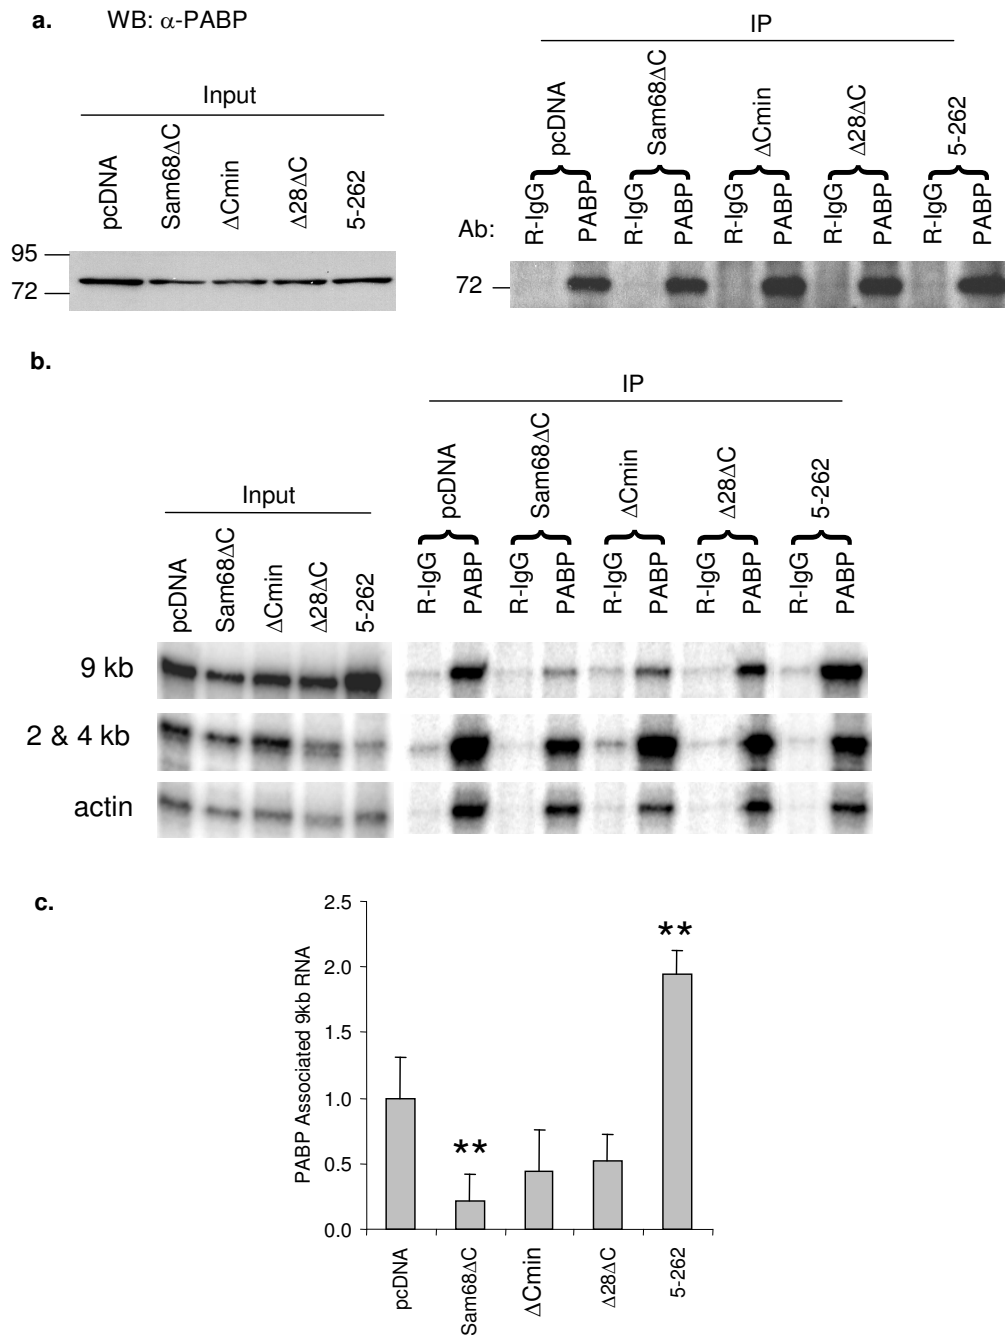 a.
WB: α-PABP
Input
pcDNA
Sam68ΔC
ΔCmin
Δ28ΔC
5-262
95
72
IP
pcDNA
Sam68ΔC
ΔCmin
Δ28ΔC
5-262
Ab:
R-IgG
PABP
R-IgG
PABP
R-IgG
PABP
R-IgG
PABP
R-IgG
PABP
72
b.
Input
pcDNA
Sam68ΔC
ΔCmin
Δ28ΔC
5-262
IP
pcDNA
Sam68ΔC
ΔCmin
Δ28ΔC
5-262
R-IgG
PABP
R-IgG
PABP
R-IgG
PABP
R-IgG
PABP
R-IgG
PABP
9 kb
2 & 4 kb
actin
c.
PABP Associated 9kb RNA
2.5
2.0
1.5
1.0
0.5
0.0
**
**
pcDNA
Sam68ΔC
ΔCmin
Δ28ΔC
5-262